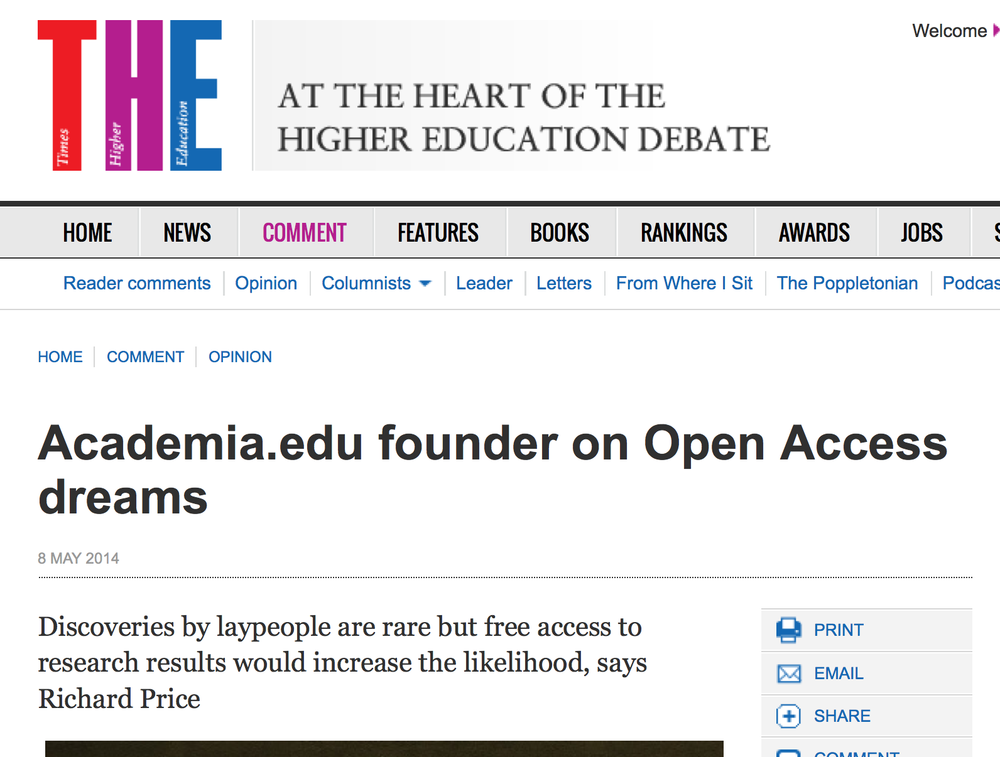 THE
Times
Higher
Education
AT THE HEART OF THE
HIGHER EDUCATION DEBATE
Welcome
HOME NEWS COMMENT FEATURES BOOKS RANKINGS AWARDS JOBS
Reader comments Opinion Columnists Leader Letters From Where I Sit The Poppletonian Podcas
HOME COMMENT OPINION
Academia.edu founder on Open Access
dreams
8 MAY 2014
Discoveries by laypeople are rare but free access to
research results would increase the likelihood, says
Richard Price
PRINT
EMAIL
SHARE
COMMENT